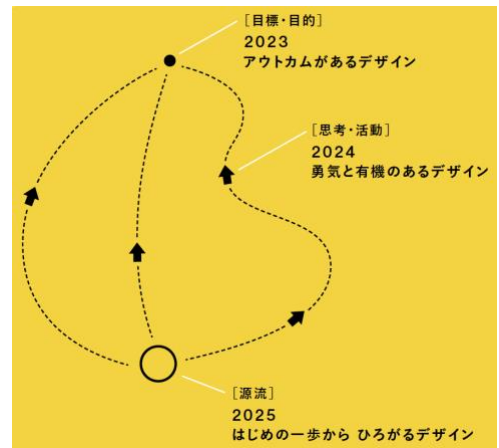 ［目標・目的］
2023
アウトカムがあるデザイン
［思考・活動］
2024
勇気と有機のあるデザイン
［源流］
2025
はじめの一歩から ひろがるデザイン